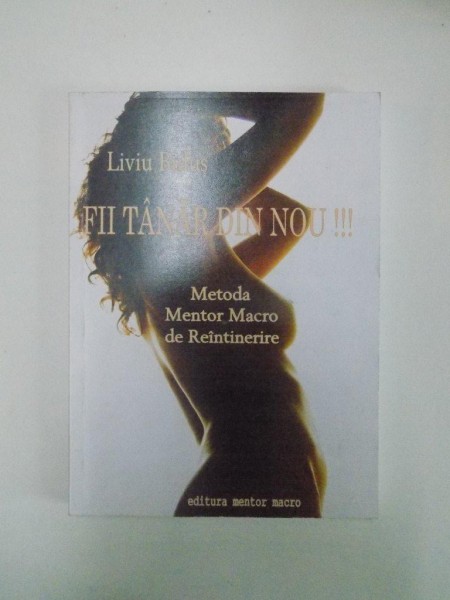 Liviu
FII TÂNĂR DIN NOU !!!
Metoda
Mentor Macro
de Reîntinerire
editura mentor macro